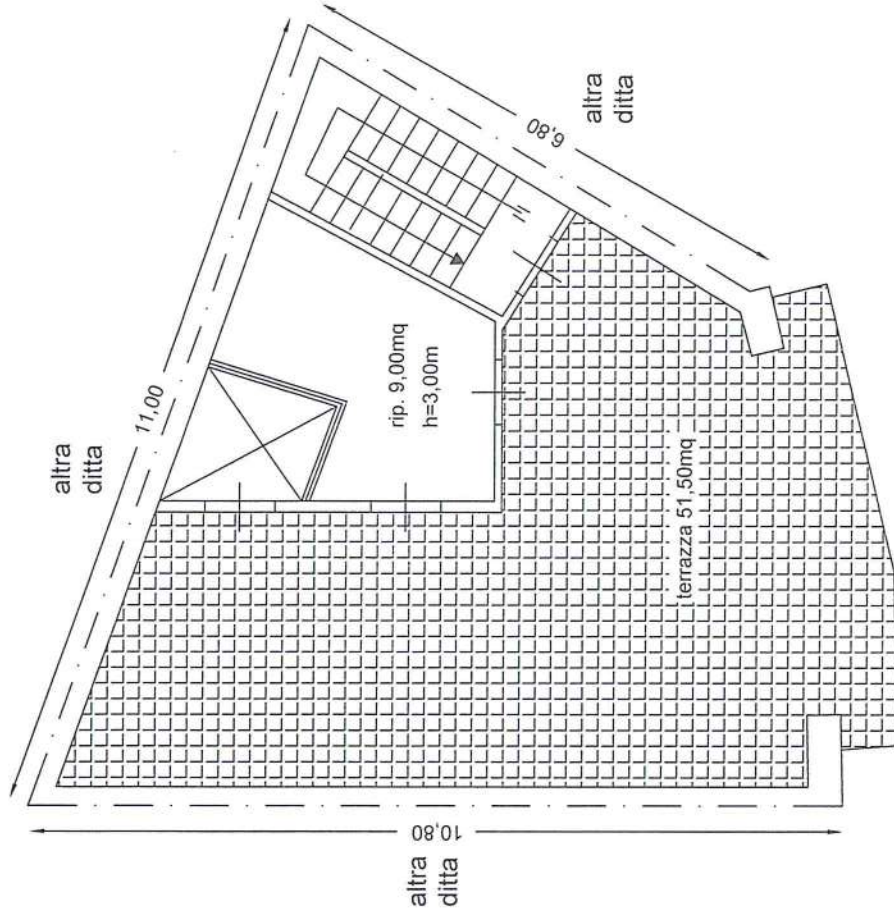 altra
ditta
11,00
altra
ditta
6,80
rip. 9,00mq
h=3,00m
terrazza 51,50mq
10,80
altra
ditta